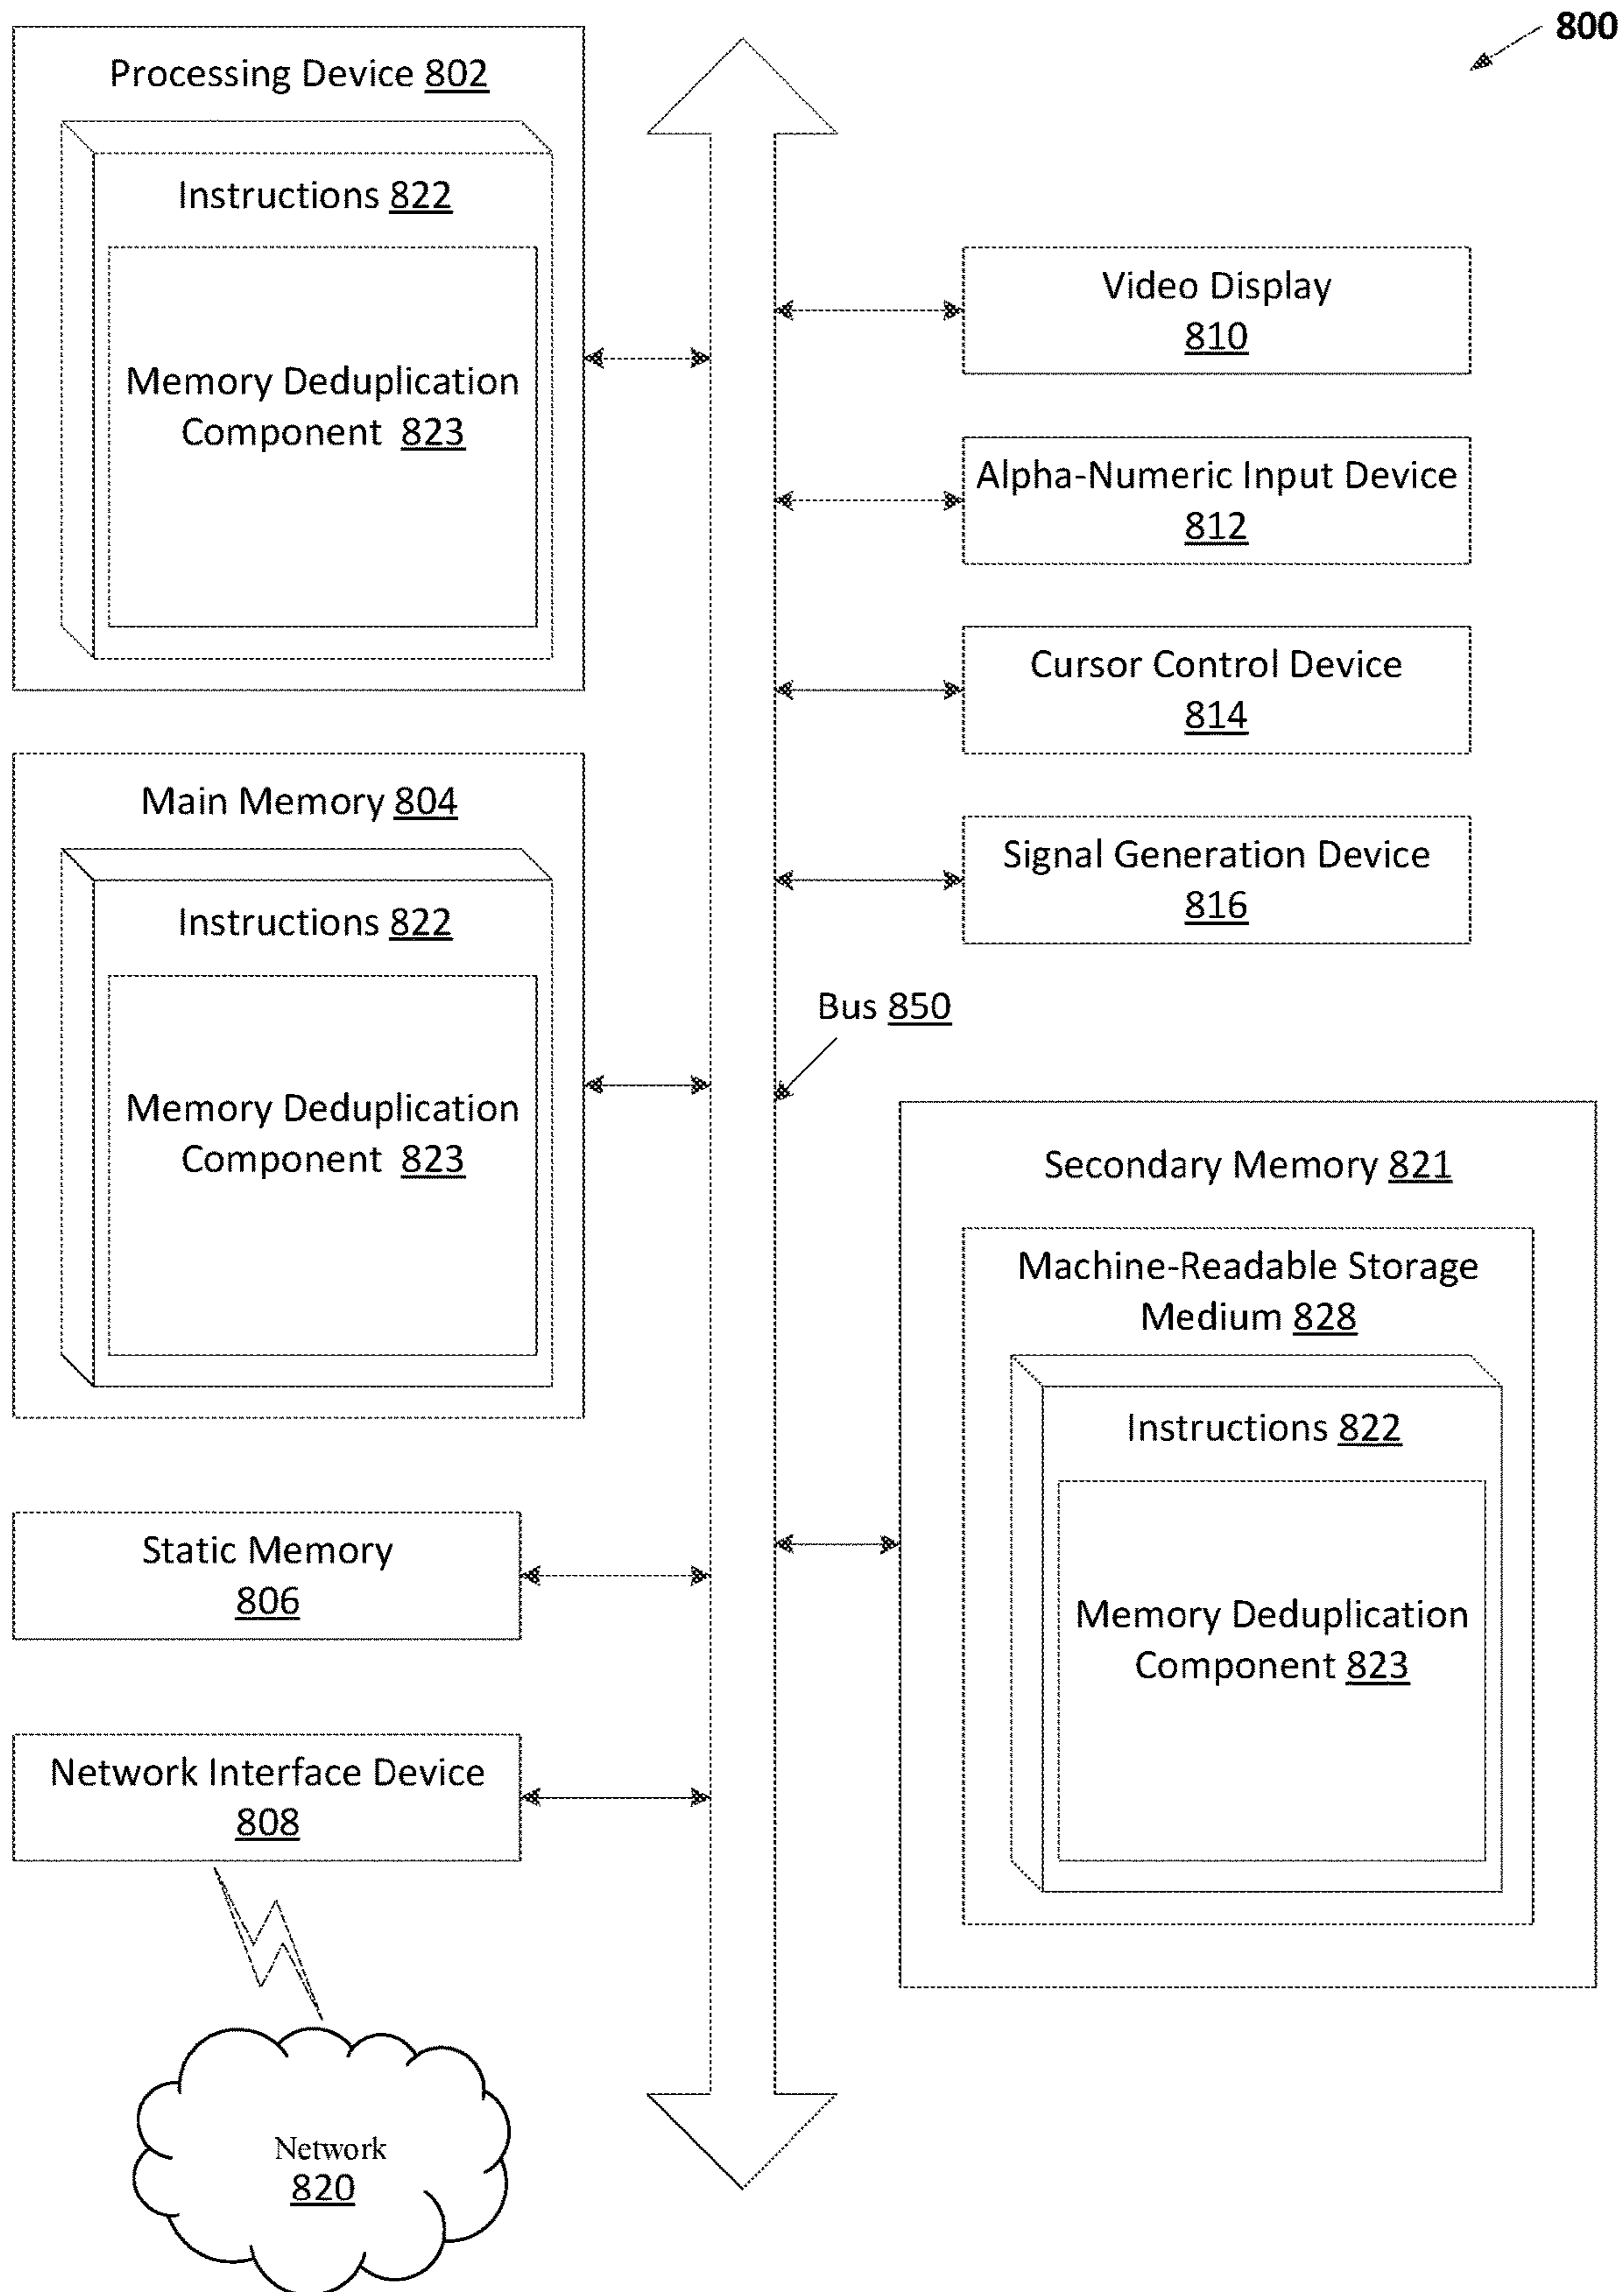 800
Processing Device 802
Instructions 822
Memory Deduplication
Component 823
Main Memory 804
Instructions 822
Memory Deduplication
Component 823
Static Memory
806
Network Interface Device
808
Network
820
Video Display
810
Alpha-Numeric Input Device
812
Cursor Control Device
814
Signal Generation Device
816
Bus 850
Secondary Memory 821
Machine-Readable Storage
Medium 828
Instructions 822
Memory Deduplication
Component 823